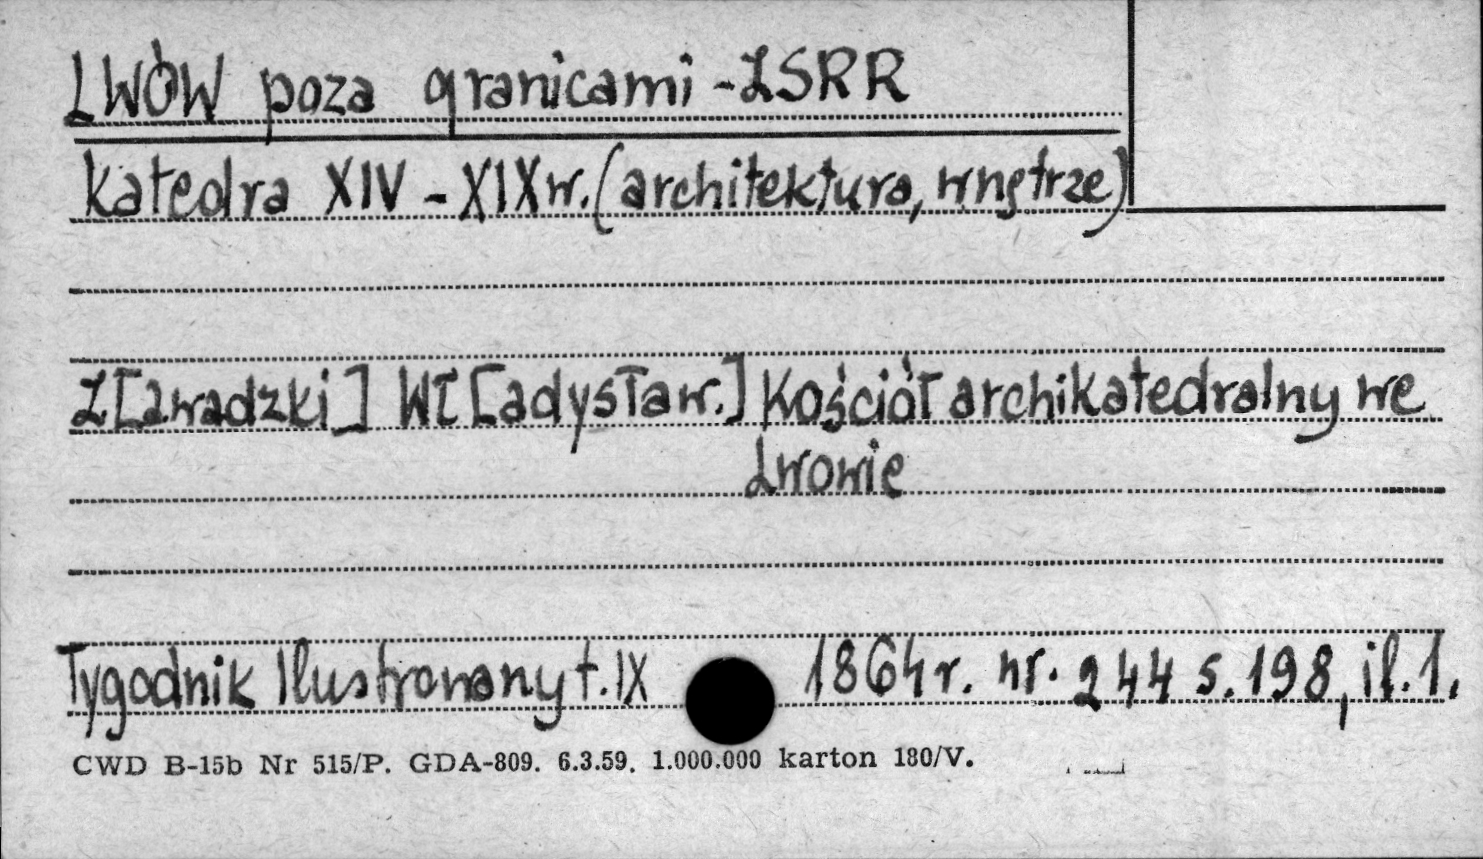 LWÓW poza granicami - ZSRR
Katedra XIV - XIX w. (architektura, wnętrze)
Z[awadzki] Wł[adysław.] Kościół archikatedralny we
Lwowie
Tygodnik Ilustrowany t. IX 1864 r. nr. 244 s. 198, il. 1.
CWD B-15b Nr 515/P. GDA-809. 6.3.59. 1.000.000 karton 180/V.